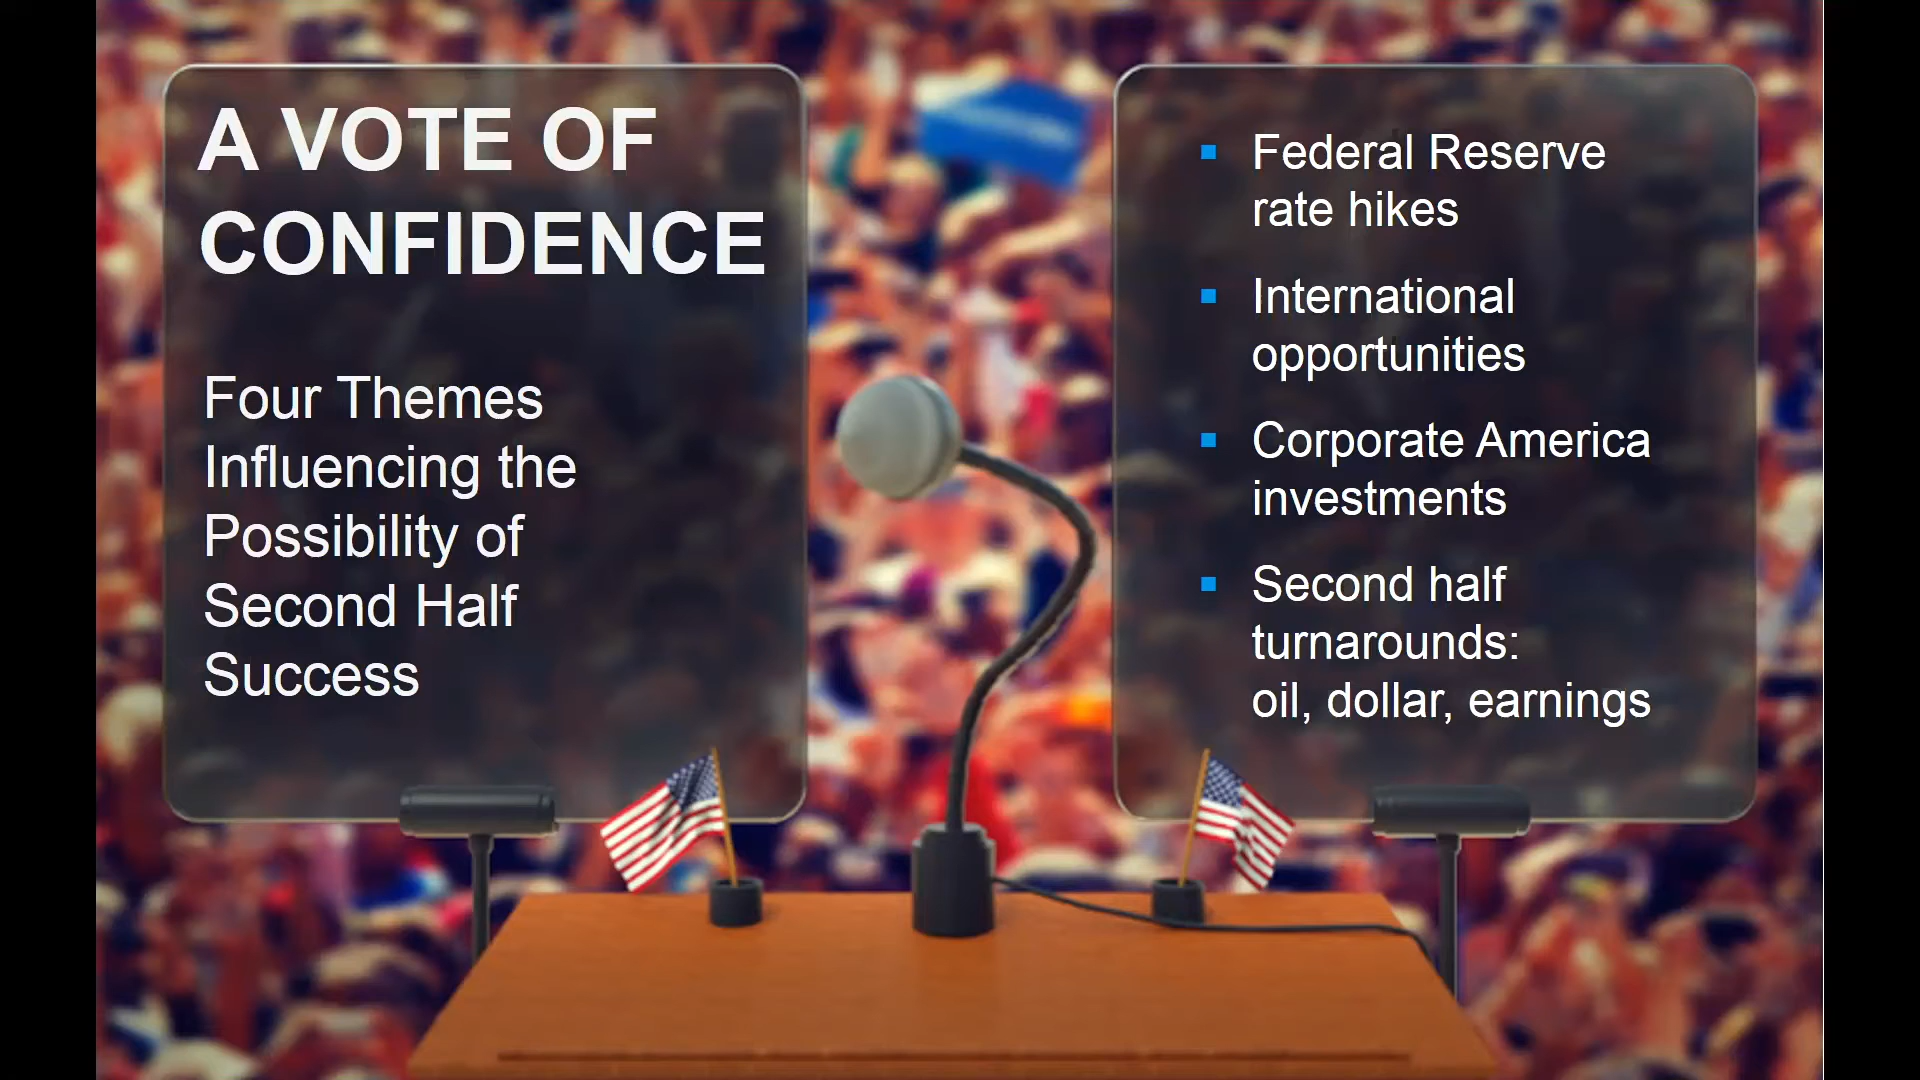 A VOTE OF
CONFIDENCE
Four Themes
Influencing the
Possibility of
Second Half
Success
Federal Reserve
rate hikes
International
opportunities
Corporate America
investments
Second half
turnarounds:
oil, dollar, earnings